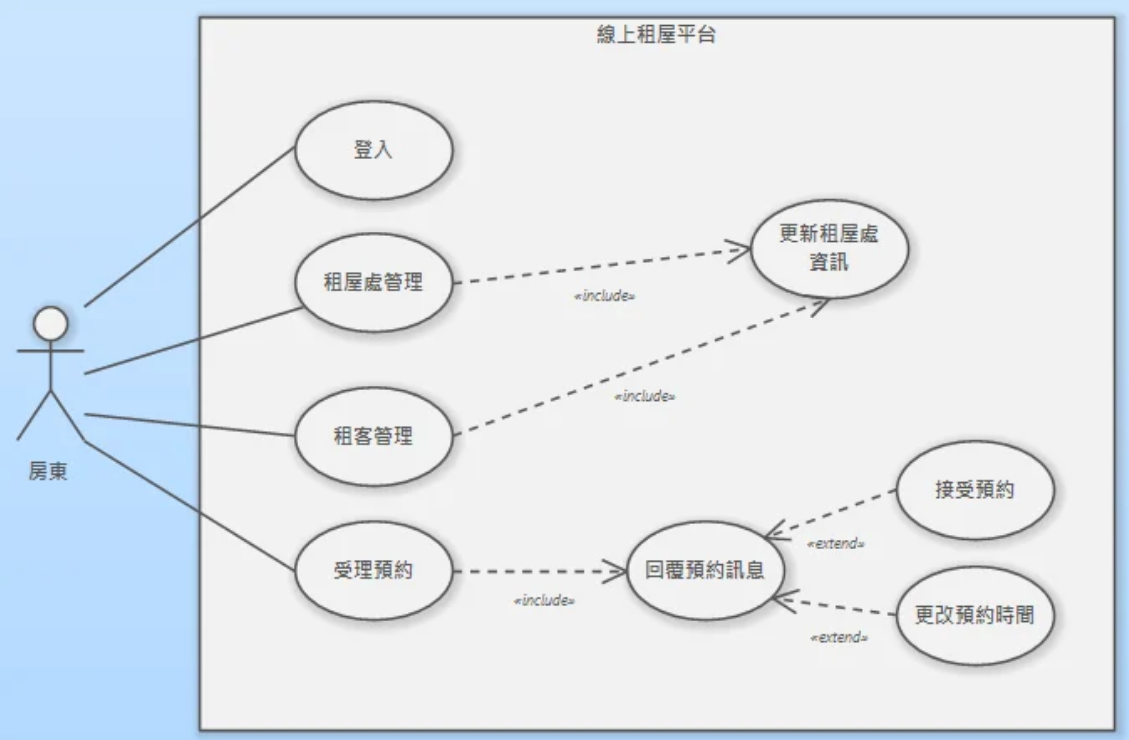 線上租屋平台
登入
更新租屋處
資訊
租屋處管理
«include»
«include»
租客管理
房東
接受預約
«extend»
受理預約
回覆預約訊息
«include»
更改預約時間
«extend»